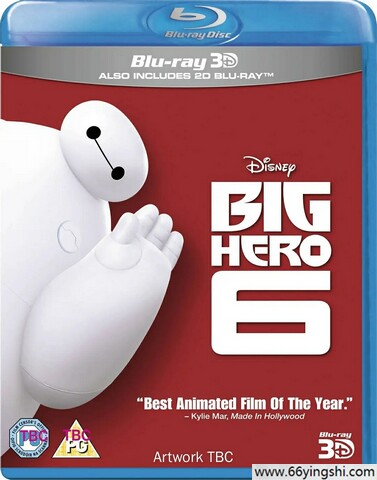 Blu-ray Disc
Blu-ray 3D
ALSO INCLUDES 2D BLU-RAY™
Disney
BIG
HERO
6
"Best Animated Film Of The Year."
– Kylie Mar, Made In Hollywood
TBC
TBC
PG
Artwork TBC
Blu-ray
3D
www.66yingshi.com